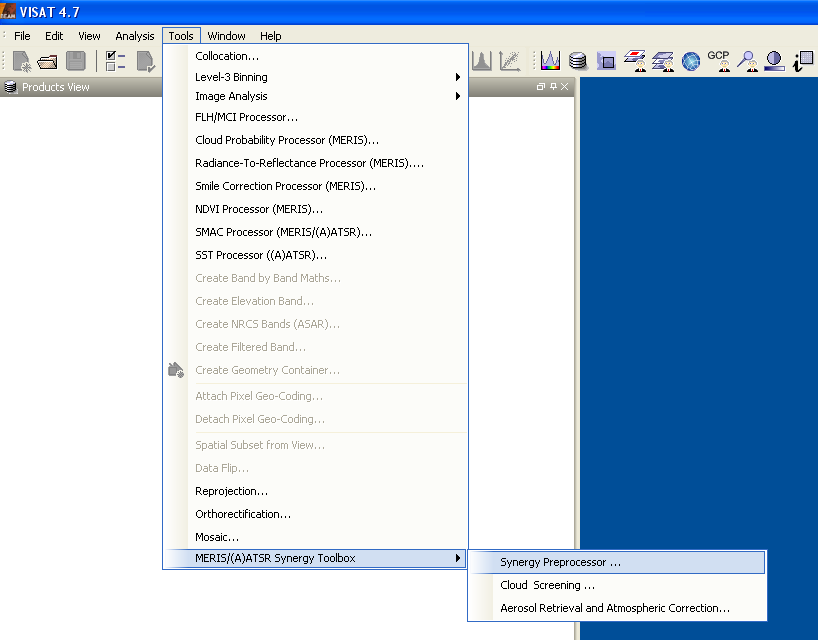 VISAT 4.7
File Edit View Analysis Tools Window Help
GCP
Products View
Collocation...
Level-3 Binning
Image Analysis
FLH/MCI Processor...
Cloud Probability Processor (MERIS)...
Radiance-To-Reflectance Processor (MERIS)....
Smile Correction Processor (MERIS)...
NDVI Processor (MERIS)...
SMAC Processor (MERIS/(A)ATSR)...
SST Processor ((A)ATSR)...
Create Band by Band Maths...
Create Elevation Band...
Create NRCS Bands (ASAR)...
Create Filtered Band...
Create Geometry Container...
Attach Pixel Geo-Coding...
Detach Pixel Geo-Coding...
Spatial Subset from View...
Data Flip...
Reprojection...
Orthorectification...
Mosaic...
MERIS/(A)ATSR Synergy Toolbox
Synergy Preprocessor ...
Cloud Screening ...
Aerosol Retrieval and Atmospheric Correction...